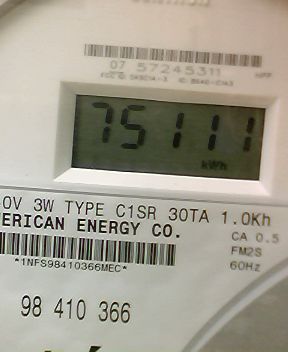 07 57245311
75111
kWh
0V 3W TYPE C1SR 30TA 1.0Kh
ERICAN ENERGY CO.
CA 0.5
FM2S
60Hz
*1NFS98410366MEC*
98 410 366